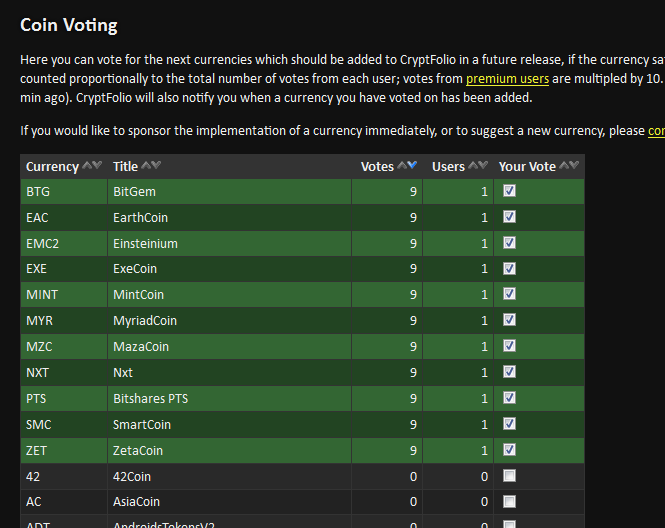 Coin Voting
Here you can vote for the next currencies which should be added to CryptFolio in a future release, if the currency
counted proportionally to the total number of votes from each user; votes from premium users are multipled by 10.
min ago). CryptFolio will also notify you when a currency you have voted on has been added.
If you would like to sponsor the implementation of a currency immediately, or to suggest a new currency, please
Currency Title Votes Users Your Vote
BTG BitGem 9 1
EAC EarthCoin 9 1
EMC2 Einsteinium 9 1
EXE ExeCoin 9 1
MINT MintCoin 9 1
MYR MyriadCoin 9 1
MZC MazaCoin 9 1
NXT Nxt 9 1
PTS Bitshares PTS 9 1
SMC SmartCoin 9 1
ZET ZetaCoin 9 1
42 42Coin 0 0
AC AsiaCoin 0 0
ADT AndroidsTokensV2 0 0